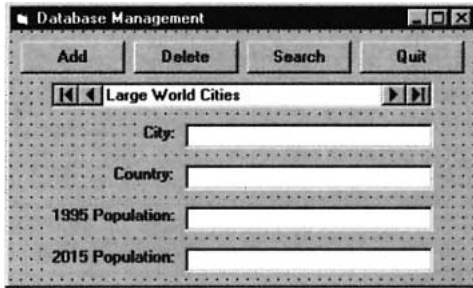 Database Management
Add Delete Search Quit
Large World Cities
City:
Country:
1995 Population:
2015 Population: